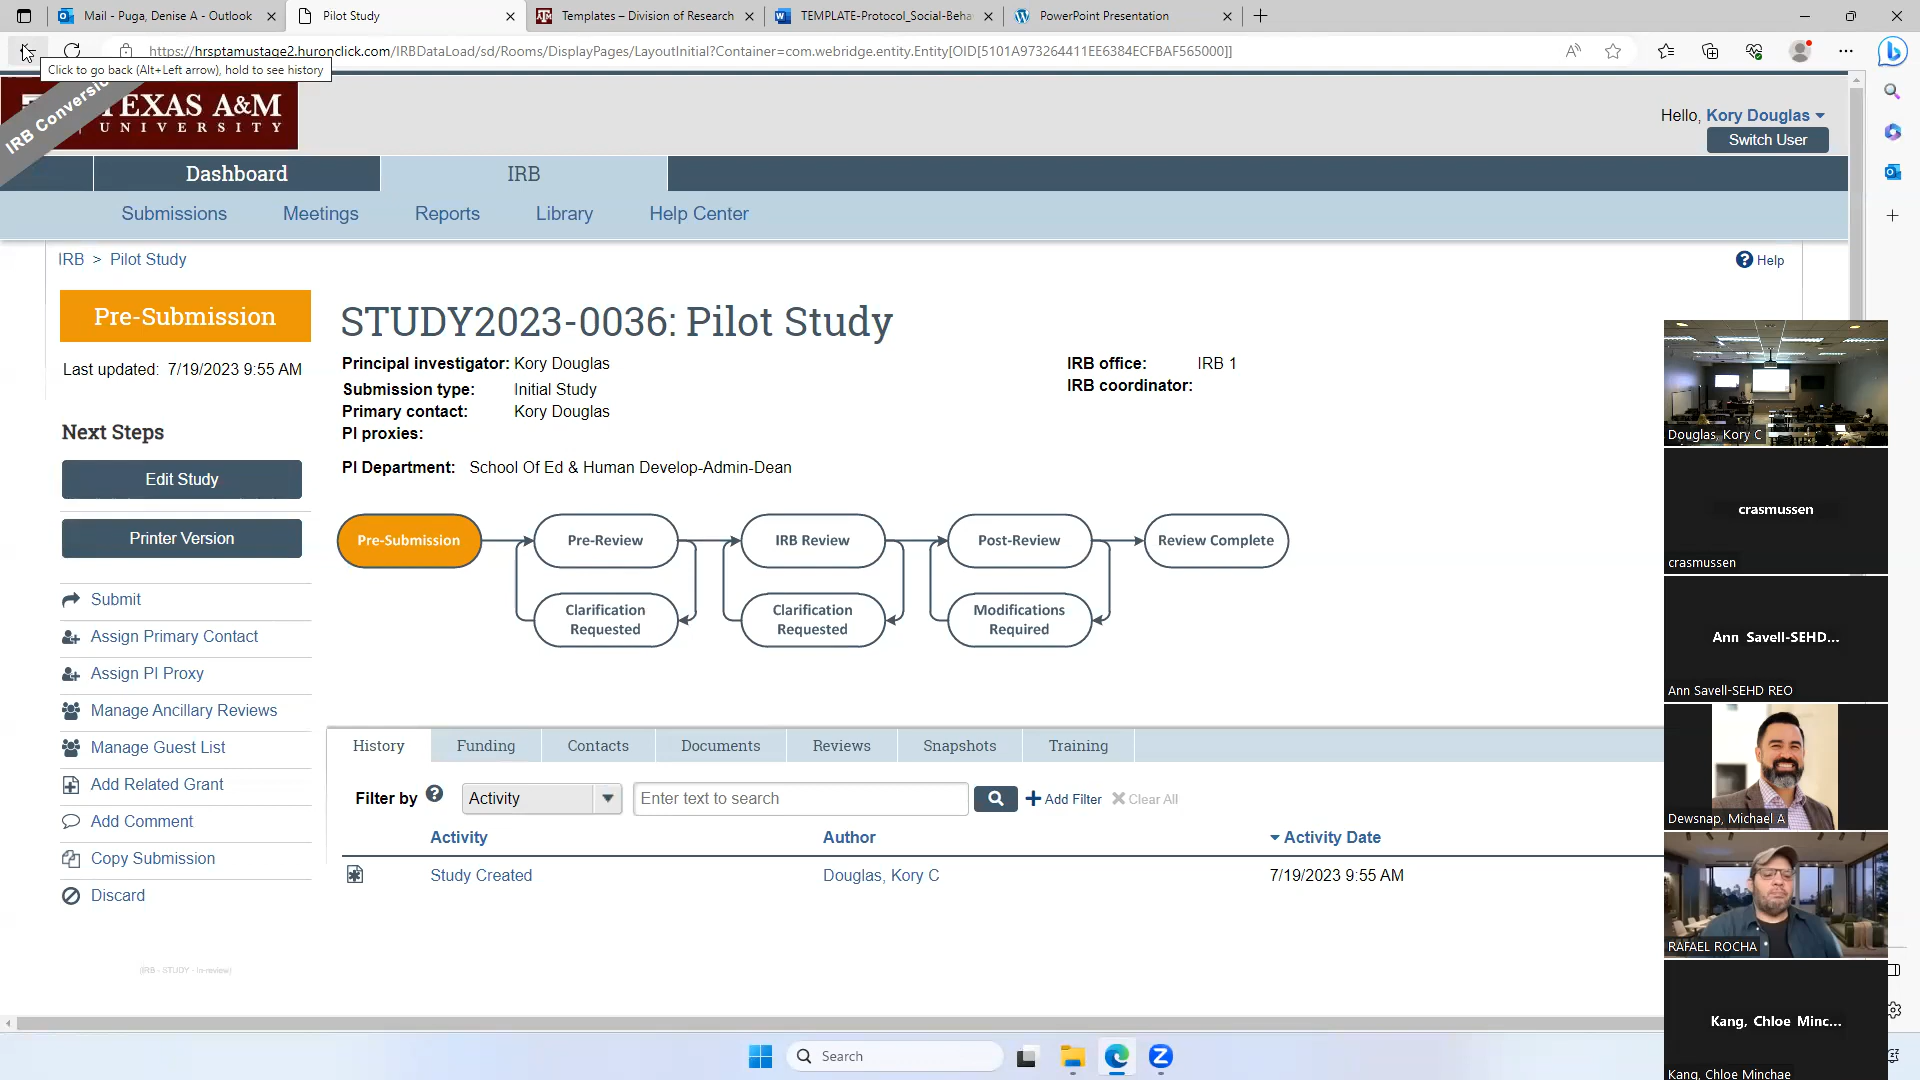 Mail - Puga, Denise A - Outlook
Pilot Study
Templates – Division of Research
TEMPLATE-Protocol_Social-Beha
PowerPoint Presentation
https://hrsptamustage2.huronclick.com/IRBDataLoad/sd/Rooms/DisplayPages/LayoutInitial?Container=com.webridge.entity.Entity[OID[5101A973264411EE6384ECFBAF565000]]
Click to go back (Alt+Left arrow), hold to see history
IRB Conversio
TEXAS A&M
UNIVERSITY
Hello, Kory Douglas
Switch User
Dashboard
IRB
Submissions
Meetings
Reports
Library
Help Center
IRB > Pilot Study
Help
Pre-Submission
Last updated: 7/19/2023 9:55 AM
STUDY2023-0036: Pilot Study
Principal investigator: Kory Douglas
Submission type: Initial Study
Primary contact: Kory Douglas
PI proxies:
PI Department: School Of Ed & Human Develop-Admin-Dean
IRB office: IRB 1
IRB coordinator:
Next Steps
Edit Study
Printer Version
Submit
Assign Primary Contact
Assign PI Proxy
Manage Ancillary Reviews
Manage Guest List
Add Related Grant
Add Comment
Copy Submission
Discard
(IRB - STUDY - In-review)
Pre-Submission
Pre-Review
IRB Review
Post-Review
Review Complete
Clarification
Requested
Clarification
Requested
Modifications
Required
History
Funding
Contacts
Documents
Reviews
Snapshots
Training
Filter by
Activity
Enter text to search
Add Filter
Clear All
Activity
Author
Activity Date
Study Created
Douglas, Kory C
7/19/2023 9:55 AM
Douglas, Kory C
crasmussen
crasmussen
Ann Savell-SEHD...
Ann Savell-SEHD REO
Dewsnap, Michael A
RAFAEL ROCHA
Kang, Chloe Minc...
Kang, Chloe Minchae
Search